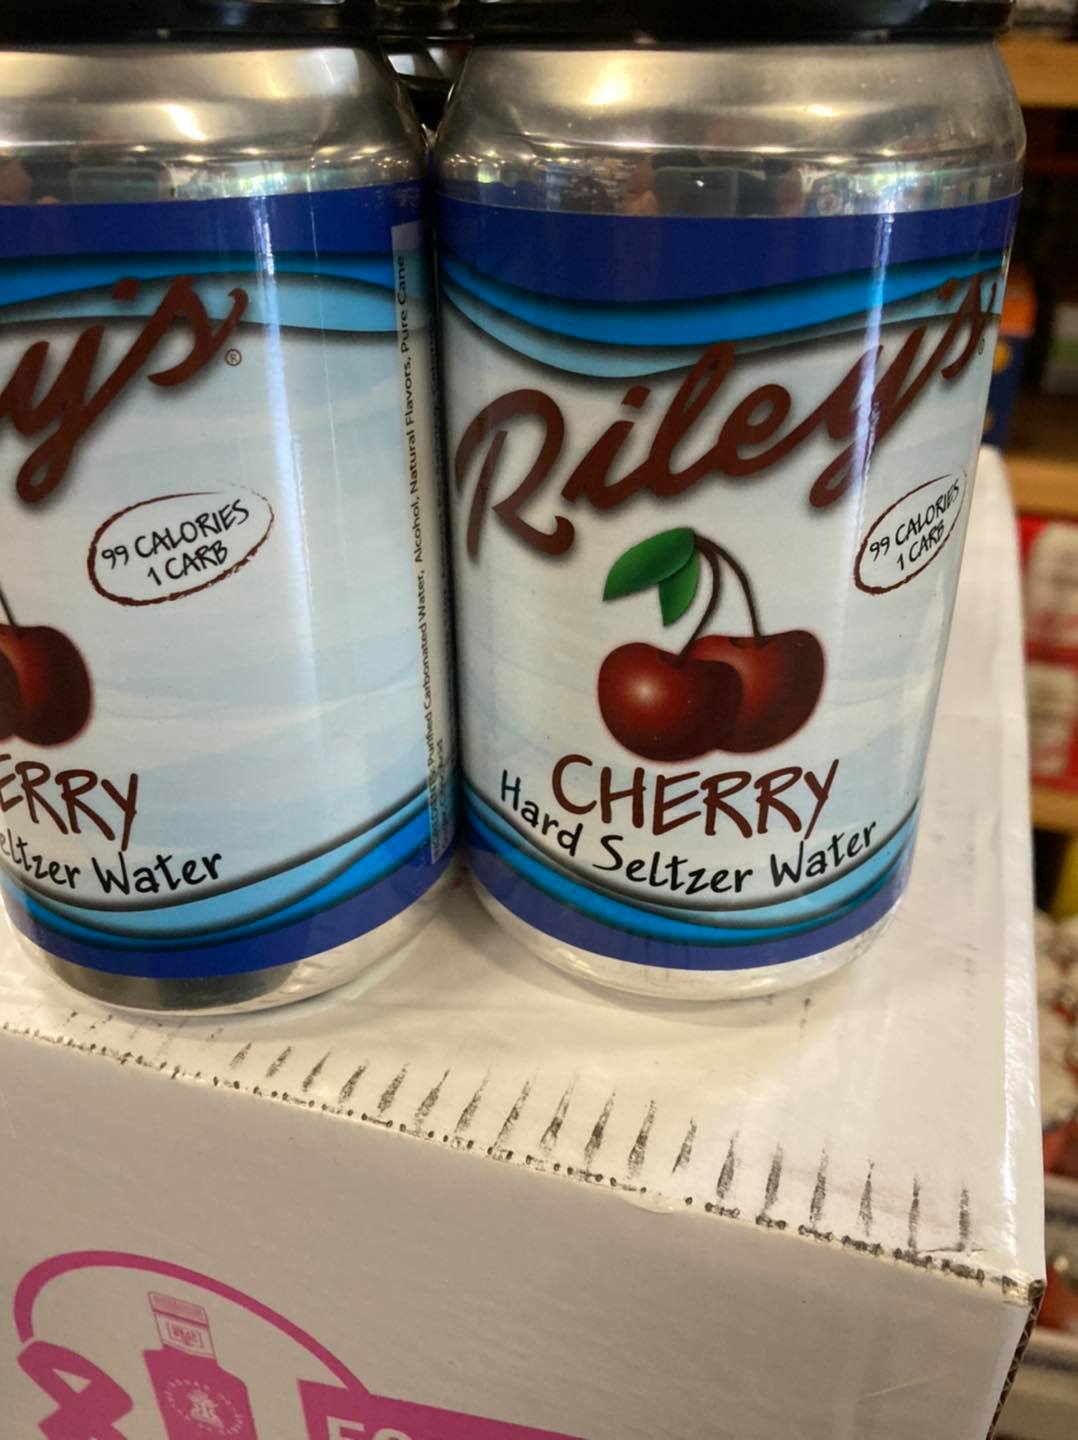 y's
®
99 CALORIES
1 CARB
ERRY
eltzer Water
Purified Carbonated Water, Alcohol, Natural Flavors, Pure Cane
Riley's
®
99 CALORIES
1 CARB
CHERRY
Hard Seltzer Water